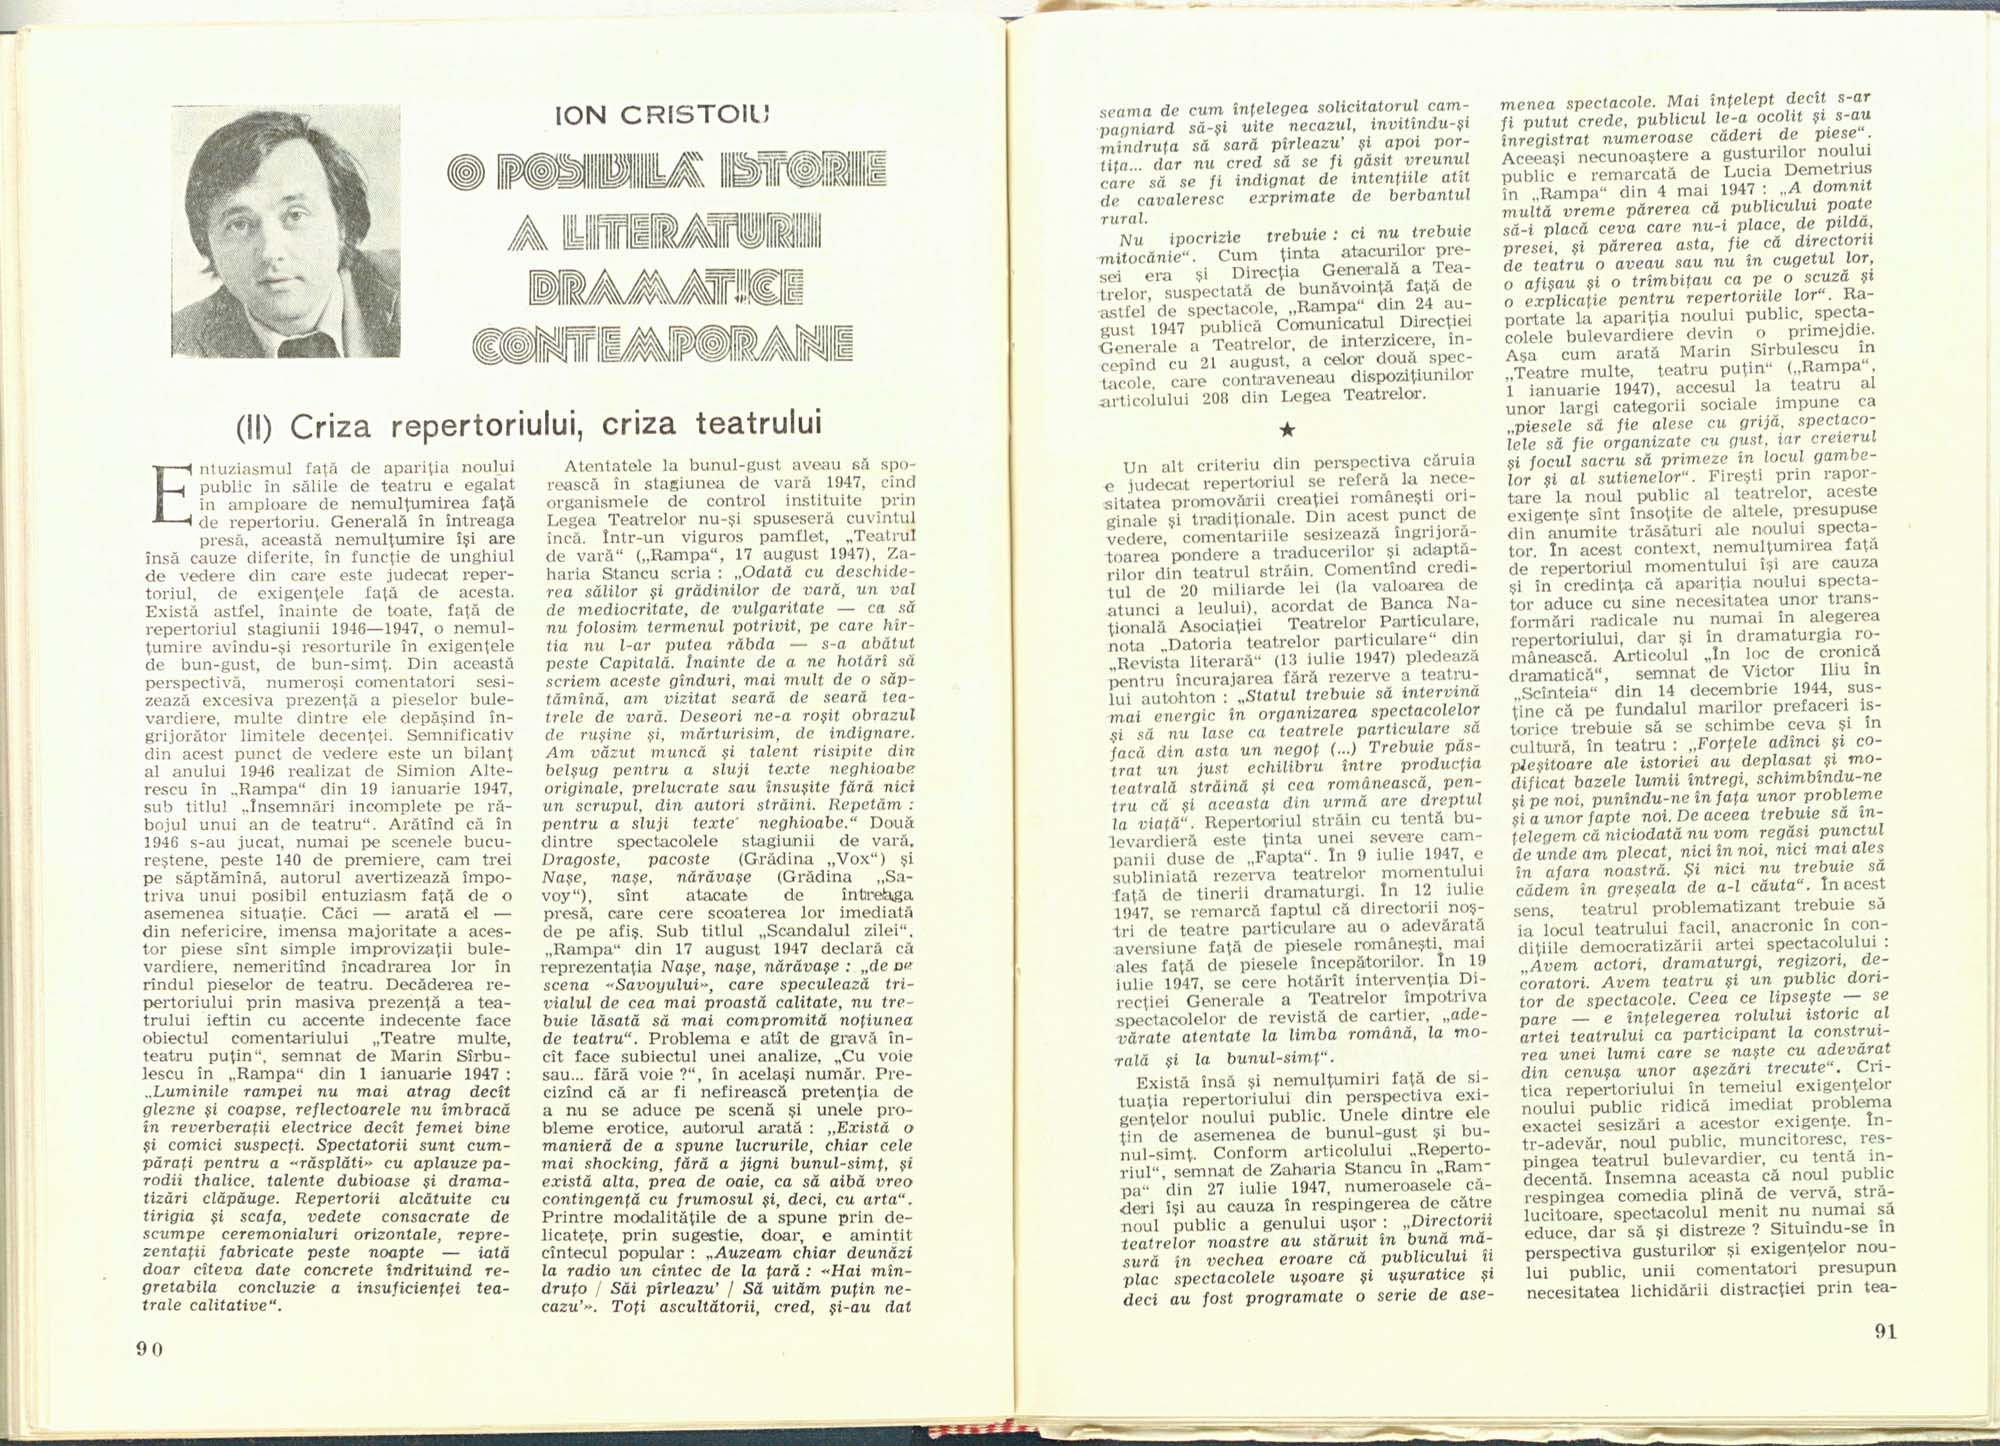 ION CRISTOIU
O POSIBILĂ ISTORIE
A LITERATURII
DRAMATICE
CONTEMPORANE
(II) Criza repertoriului, criza teatrului
Entuziasmul față de apariția noului
public în sălile de teatru e egalat
in amploare de nemulțumirea față
de repertoriu. Generală în întreaga
presă, această nemulțumire își are
însă cauze diferite, în funcție de unghiul
de vedere din care este judecat reper-
toriul, de exigențele față de acesta.
Există astfel, înainte de toate, față de
repertoriul stagiunii 1946—1947, o nemul-
țumire avîndu-și resorturile în exigențele
de bun-gust, de bun-simț. Din această
perspectivă, numeroși comentatori sesi-
zează excesiva prezență a pieselor bule-
vardiere, multe dintre ele depășind în-
grijorător limitele decenței. Semnificativ
din acest punct de vedere este un bilanț
al anului 1946 realizat de Simion Alte-
rescu în „Rampa“ din 19 ianuarie 1947,
sub titlul „Însemnări incomplete pe ră-
bojul unui an de teatru“. Arătînd că în
1946 s-au jucat, numai pe scenele bucu-
reștene, peste 140 de premiere, cam trei
pe săptămînă, autorul avertizează împo-
triva unui posibil entuziasm față de o
asemenea situație. Căci — arată el —
din nefericire, imensa majoritate a aces-
tor piese sînt simple improvizații bule-
vardiere, nemeritînd încadrarea lor în
rîndul pieselor de teatru. Decăderea re-
pertoriului prin masiva prezență a tea-
trului ieftin cu accente indecente face
obiectul comentariului „Teatre multe,
teatru puțin“, semnat de Marin Sîrbu-
lescu în „Rampa“ din 1 ianuarie 1947 :
„Luminile rampei nu mai atrag decît
glezne și coapse, reflectoarele nu îmbracă
în reverberații electrice decît femei bine
și comici suspecți. Spectatorii sunt cum-
părați pentru a «răsplăti» cu aplauze pa-
rodii thalice, talente dubioase și drama-
tizări clăpăuge. Repertorii alcătuite cu
tirigia și scafa, vedete consacrate de
scumpe ceremonialuri orizontale, repre-
zentații fabricate peste noapte — iată
doar cîteva date concrete îndrituind re-
gretabila concluzie a insuficienței tea-
trale calitative“.
Atentatele la bunul-gust aveau să spo-
rească în stagiunea de vară 1947, cînd
organismele de control instituite prin
Legea Teatrelor nu-și spuseseră cuvîntul
încă. Într-un viguros pamflet, „Teatrul
de vară“ („Rampa“, 17 august 1947), Za-
haria Stancu scria : „Odată cu deschide-
rea sălilor și grădinilor de vară, un val
de mediocritate, de vulgaritate — ca să
nu folosim termenul potrivit, pe care hîr-
tia nu l-ar putea răbda — s-a abătut
peste Capitală. Înainte de a ne hotărî să
scriem aceste gînduri, mai mult de o săp-
tămînă, am vizitat seară de seară tea-
trele de vară. Deseori ne-a roșit obrazul
de rușine și, mărturisim, de indignare.
Am văzut muncă și talent risipite din
belșug pentru a sluji texte neghioabe
originale, prelucrate sau însușite fără nici
un scrupul, din autori străini. Repetăm :
pentru a sluji texte neghioabe.“ Două
dintre spectacolele stagiunii de vară,
Dragoste, pacoste (Grădina „Vox“) și
Nașe, nașe, nărăvașe (Grădina „Sa-
voy“), sînt atacate de întreaga
presă, care cere scoaterea lor imediată
de pe afiș. Sub titlul „Scandalul zilei“,
„Rampa“ din 17 august 1947 declară că
reprezentația Nașe, nașe, nărăvașe : „de pe
scena «Savoyului», care speculează tri-
vialul de cea mai proastă calitate, nu tre-
buie lăsată să mai compromită noțiunea
de teatru“. Problema e atît de gravă în-
cît face subiectul unei analize, „Cu voie
sau... fără voie ?“, în același număr. Pre-
cizînd că ar fi nefirească pretenția de
a nu se aduce pe scenă și unele pro-
bleme erotice, autorul arată : „Există o
manieră de a spune lucrurile, chiar cele
mai shocking, fără a jigni bunul-simț, și
există alta, prea de oaie, ca să aibă vreo
contingență cu frumosul și, deci, cu arta“.
Printre modalitățile de a spune prin de-
licatețe, prin sugestie, doar, e amintit
cîntecul popular : „Auzeam chiar deunăzi
la radio un cîntec de la țară : «Hai mîn-
druțo / Săi pîrleazu' / Să uităm puțin ne-
cazu'». Toți ascultătorii, cred, și-au dat
90
seama de cum înțelegea solicitatorul cam-
pagniard să-și uite necazul, invitîndu-și
mîndruța să sară pîrleazu' și apoi por-
tița... dar nu cred să se fi găsit vreunul
care să se fi indignat de intențiile atît
de cavaleresc exprimate de berbantul
rural.
Nu ipocrizie trebuie : ci nu trebuie
mitocănie“. Cum ținta atacurilor pre-
sei era și Direcția Generală a Tea-
trelor, suspectată de bunăvoință față de
astfel de spectacole, „Rampa“ din 24 au-
gust 1947 publică Comunicatul Direcției
Generale a Teatrelor, de interzicere, în-
cepînd cu 21 august, a celor două spec-
tacole, care contraveneau dispozițiunilor
articolului 208 din Legea Teatrelor.
★
Un alt criteriu din perspectiva căruia
e judecat repertoriul se referă la nece-
sitatea promovării creației românești ori-
ginale și tradiționale. Din acest punct de
vedere, comentariile sesizează îngrijoră-
toarea pondere a traducerilor și adaptă-
rilor din teatrul străin. Comentînd credi-
tul de 20 miliarde lei (la valoarea de
atunci a leului), acordat de Banca Na-
țională Asociației Teatrelor Particulare,
nota „Datoria teatrelor particulare“ din
„Revista literară“ (13 iulie 1947) pledează
pentru încurajarea fără rezerve a teatru-
lui autohton : „Statul trebuie să intervină
mai energic în organizarea spectacolelor
și să nu lase ca teatrele particulare să
facă din asta un negoț (...) Trebuie păs-
trat un just echilibru între producția
teatrală străină și cea românească, pen-
tru că și aceasta din urmă are dreptul
la viață“. Repertoriul străin cu tentă bu-
levardieră este ținta unei severe cam-
panii duse de „Fapta“. În 9 iulie 1947, e
subliniată rezerva teatrelor momentului
față de tinerii dramaturgi. În 12 iulie
1947, se remarcă faptul că directorii noș-
tri de teatre particulare au o adevărată
aversiune față de piesele românești, mai
ales față de piesele începătorilor. În 19
iulie 1947, se cere hotărît intervenția Di-
recției Generale a Teatrelor împotriva
spectacolelor de revistă de cartier, „ade-
vărate atentate la limba română, la mo-
rală și la bunul-simț“.
Există însă și nemulțumiri față de si-
tuația repertoriului din perspectiva exi-
gențelor noului public. Unele dintre ele
țin de asemenea de bunul-gust și bu-
nul-simț. Conform articolului „Reperto-
riul“, semnat de Zaharia Stancu în „Ram-
pa“ din 27 iulie 1947, numeroasele că-
deri își au cauza în respingerea de către
noul public a genului ușor : „Directorii
teatrelor noastre au stăruit în bună mă-
sură în vechea eroare că publicului îi
plac spectacolele ușoare și ușuratice și
deci au fost programate o serie de ase-
menea spectacole. Mai înțelept decît s-ar
fi putut crede, publicul le-a ocolit și s-au
înregistrat numeroase căderi de piese“.
Aceeași necunoaștere a gusturilor noului
public e remarcată de Lucia Demetrius
în „Rampa“ din 4 mai 1947 : „A domnit
multă vreme părerea că publicului poate
să-i placă ceva care nu-i place, de pildă,
presei, și părerea asta, fie că directorii
de teatru o aveau sau nu în cugetul lor,
o afișau și o trîmbițau ca pe o scuză și
o explicație pentru repertoriile lor“. Ra-
portate la apariția noului public, specta-
colele bulevardiere devin o primejdie.
Așa cum arată Marin Sîrbulescu în
„Teatre multe, teatru puțin“ („Rampa“,
1 ianuarie 1947), accesul la teatru al
unor largi categorii sociale impune ca
„piesele să fie alese cu grijă, spectaco-
lele să fie organizate cu gust, iar creierul
și focul sacru să primeze în locul gambe-
lor și al sutienelor“. Firești prin rapor-
tare la noul public al teatrelor, aceste
exigențe sînt însoțite de altele, presupuse
din anumite trăsături ale noului specta-
tor. În acest context, nemulțumirea față
de repertoriul momentului își are cauza
și în credința că apariția noului specta-
tor aduce cu sine necesitatea unor trans-
formări radicale nu numai în alegerea
repertoriului, dar și în dramaturgia ro-
mânească. Articolul „În loc de cronică
dramatică“, semnat de Victor Iliu în
„Scînteia“ din 14 decembrie 1944, sus-
ține că pe fundalul marilor prefaceri is-
torice trebuie să se schimbe ceva și în
cultură, în teatru : „Forțele adînci și co-
pleșitoare ale istoriei au deplasat și mo-
dificat bazele lumii întregi, schimbîndu-ne
și pe noi, punîndu-ne în fața unor probleme
și a unor fapte noi. De aceea trebuie să în-
țelegem că niciodată nu vom regăsi punctul
de unde am plecat, nici în noi, nici mai ales
în afara noastră. Și nici nu trebuie să
cădem în greșeala de a-l căuta“. În acest
sens, teatrul problematizant trebuie să
ia locul teatrului facil, anacronic în con-
dițiile democratizării artei spectacolului :
„Avem actori, dramaturgi, regizori, de-
coratori. Avem teatru și un public dori-
tor de spectacole. Ceea ce lipsește — se
pare — e înțelegerea rolului istoric al
artei teatrului ca participant la construi-
rea unei lumi care se naște cu adevărat
din cenușa unor așezări trecute“. Cri-
tica repertoriului în temeiul exigențelor
noului public ridică imediat problema
exactei sesizări a acestor exigențe. În-
tr-adevăr, noul public, muncitoresc, res-
pingea teatrul bulevardier, cu tentă in-
decentă. Însemna aceasta că noul public
respingea comedia plină de vervă, stră-
lucitoare, spectacolul menit nu numai să
educe, dar să și distreze ? Situîndu-se în
perspectiva gusturilor și exigențelor nou-
lui public, unii comentatori presupun
necesitatea lichidării distracției prin tea-
91